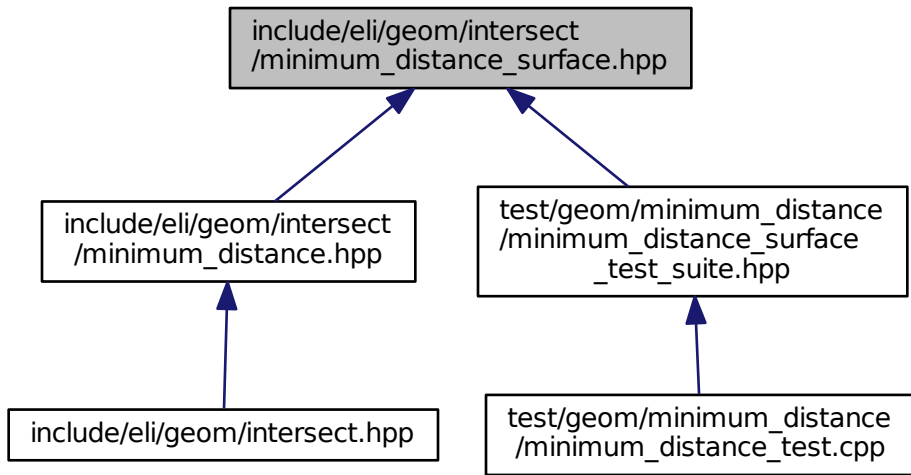 include/eli/geom/intersect
/minimum_distance_surface.hpp
include/eli/geom/intersect
/minimum_distance.hpp
test/geom/minimum_distance
/minimum_distance_surface
_test_suite.hpp
include/eli/geom/intersect.hpp
test/geom/minimum_distance
/minimum_distance_test.cpp